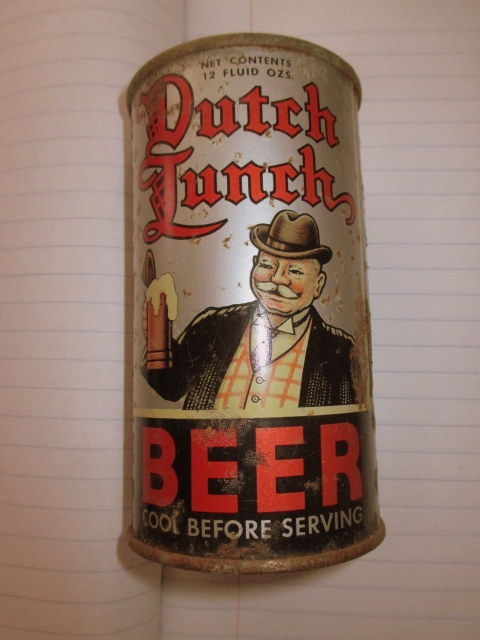 NET CONTENTS
12 FLUID OZS.
Dutch
Lunch
BEER
COOL BEFORE SERVING